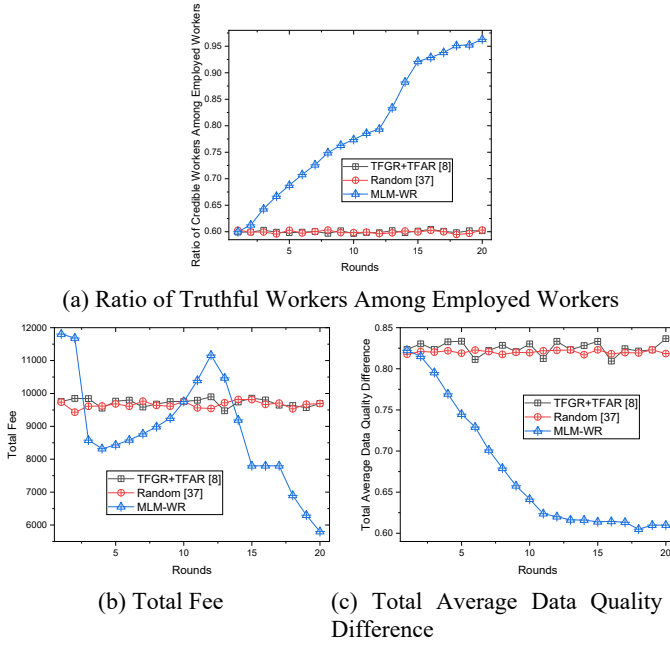 Ratio of Credible Workers Among Employed Workers
0.95
0.90
0.85
0.80
0.75
0.70
0.65
0.60
TFGR+TFAR [8]
Random [37]
MLM-WR
5
10
15
20
Rounds
(a) Ratio of Truthful Workers Among Employed Workers
Total Fee
12000
11000
10000
9000
8000
7000
6000
TFGR+TFAR [8]
Random [37]
MLM-WR
5
10
15
20
Rounds
(b) Total Fee
Total Average Data Quality Difference
0.85
0.80
0.75
0.70
0.65
0.60
TFGR+TFAR [8]
Random [37]
MLM-WR
5
10
15
20
Rounds
(c) Total Average Data Quality
Difference